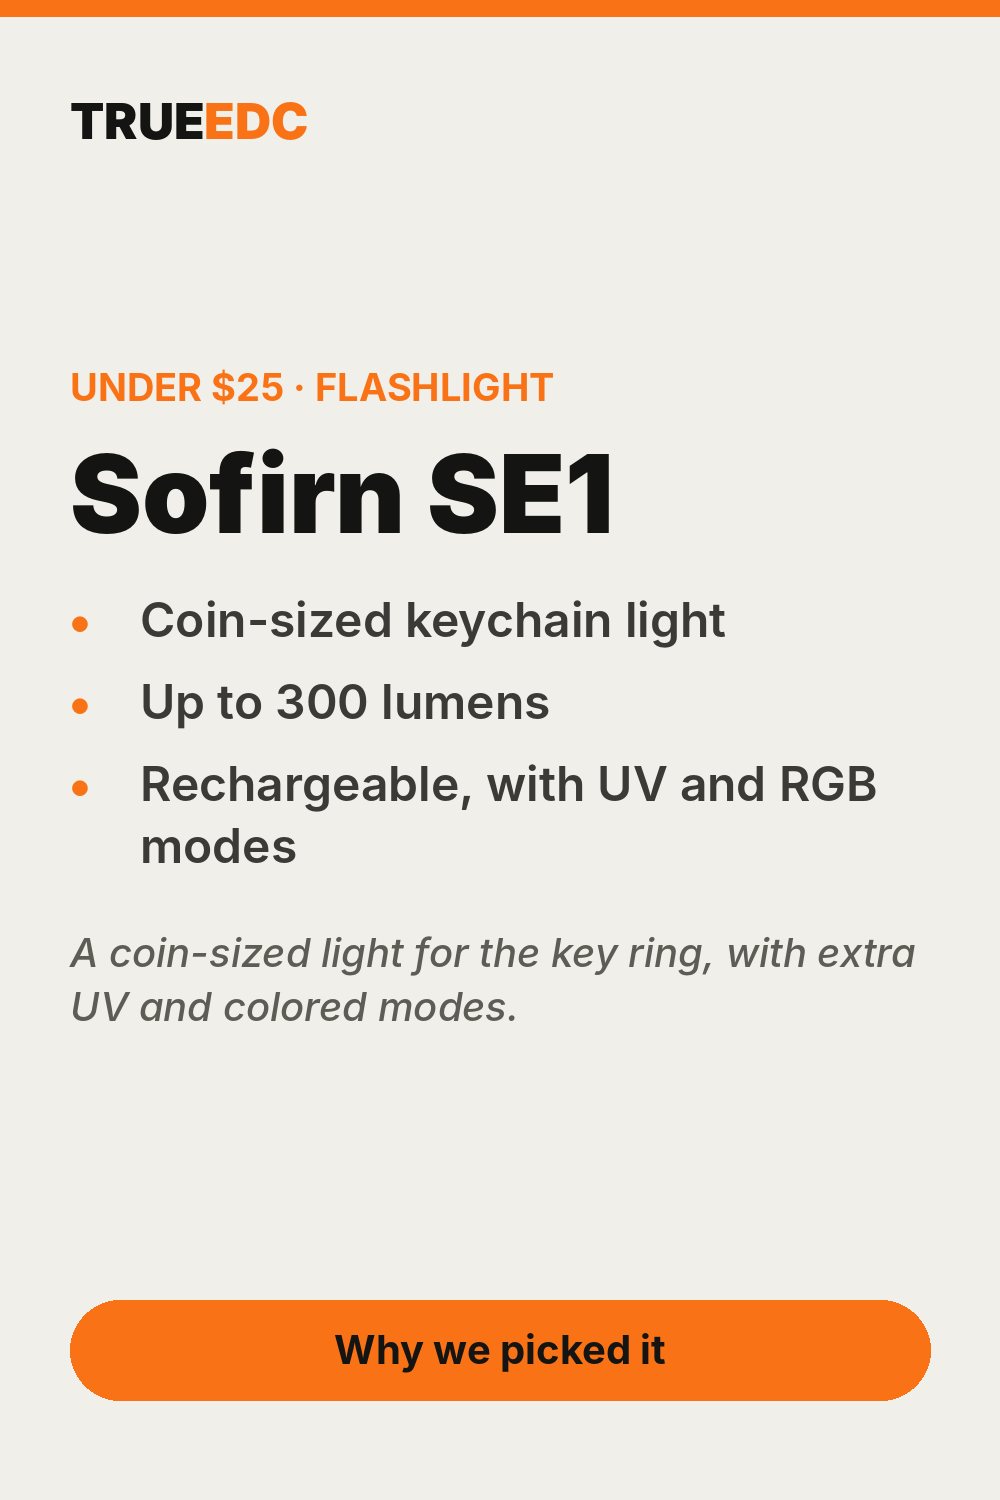 TRUEEDC
UNDER $25 · FLASHLIGHT
Sofirn SE1
• Coin-sized keychain light
• Up to 300 lumens
• Rechargeable, with UV and RGB
modes
A coin-sized light for the key ring, with extra
UV and colored modes.
Why we picked it